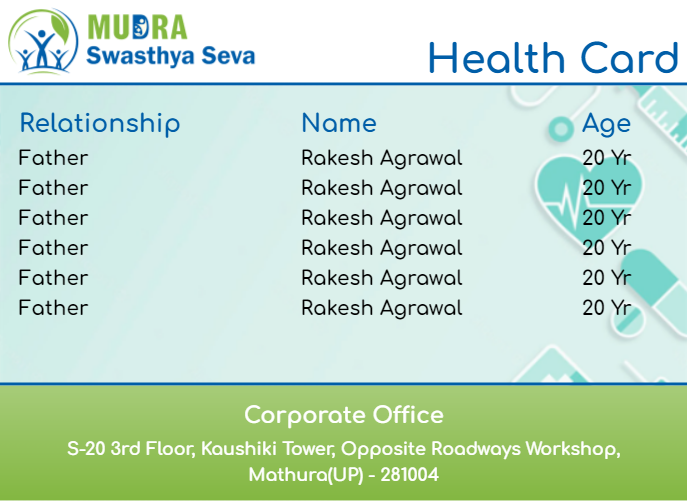 MUDRA
Swasthya Seva
Health Card
Relationship Name Age
Father Rakesh Agrawal 20 Yr
Father Rakesh Agrawal 20 Yr
Father Rakesh Agrawal 20 Yr
Father Rakesh Agrawal 20 Yr
Father Rakesh Agrawal 20 Yr
Father Rakesh Agrawal 20 Yr
Corporate Office
S-20 3rd Floor, Kaushiki Tower, Opposite Roadways Workshop,
Mathura(UP) - 281004